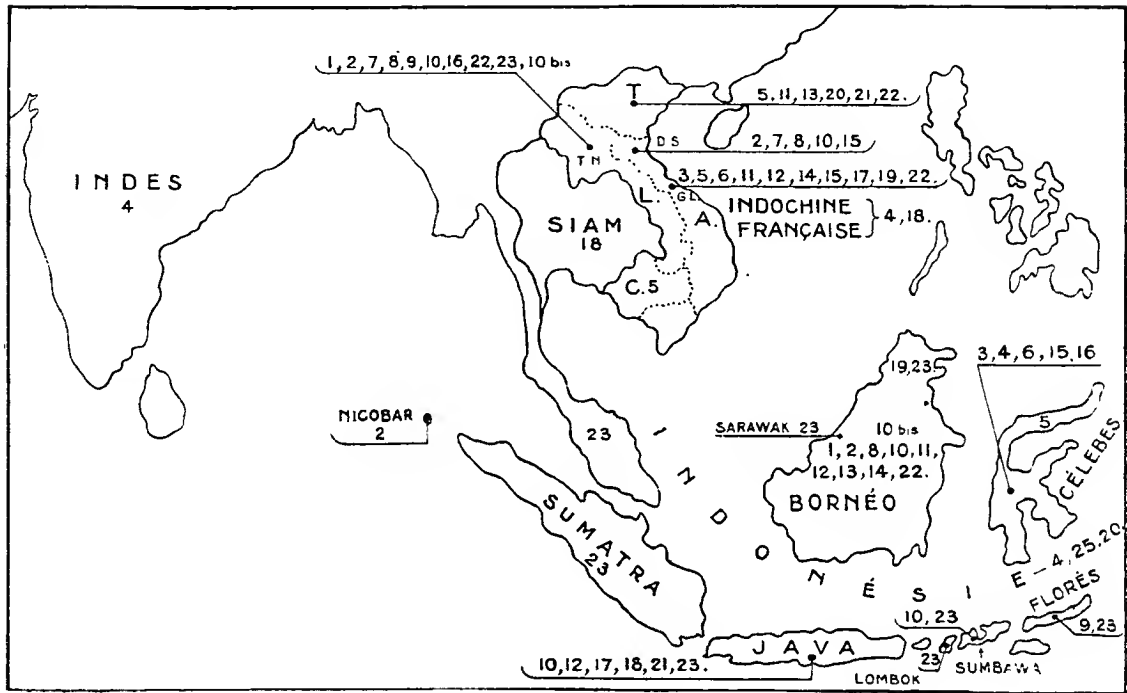 1, 2, 7, 8, 9, 10, 16, 22, 23, 10 bis
T
5, 11, 13, 20, 21, 22.
D S
2, 7, 8, 10, 15
T N
3, 5, 6, 11, 12, 14, 15, 17, 19, 22.
INDES
4
L.
G L.
A.
INDOCHINE
FRANÇAISE
4, 18.
SIAM
18
C. 5
19, 23.
3, 4, 6, 15, 16
NICOBAR
2
23
SARAWAK 23
10 bis
1, 2, 8, 10, 11,
12, 13, 14, 22.
BORNÉO
5
CÉLEBES
SUMATRA
23
INDONÉSIE - 4, 25, 20.
FLORÈS
10, 23
9, 23
JAVA
23
SUMBAWA
10, 12, 17, 18, 21, 23.
LOMBOK